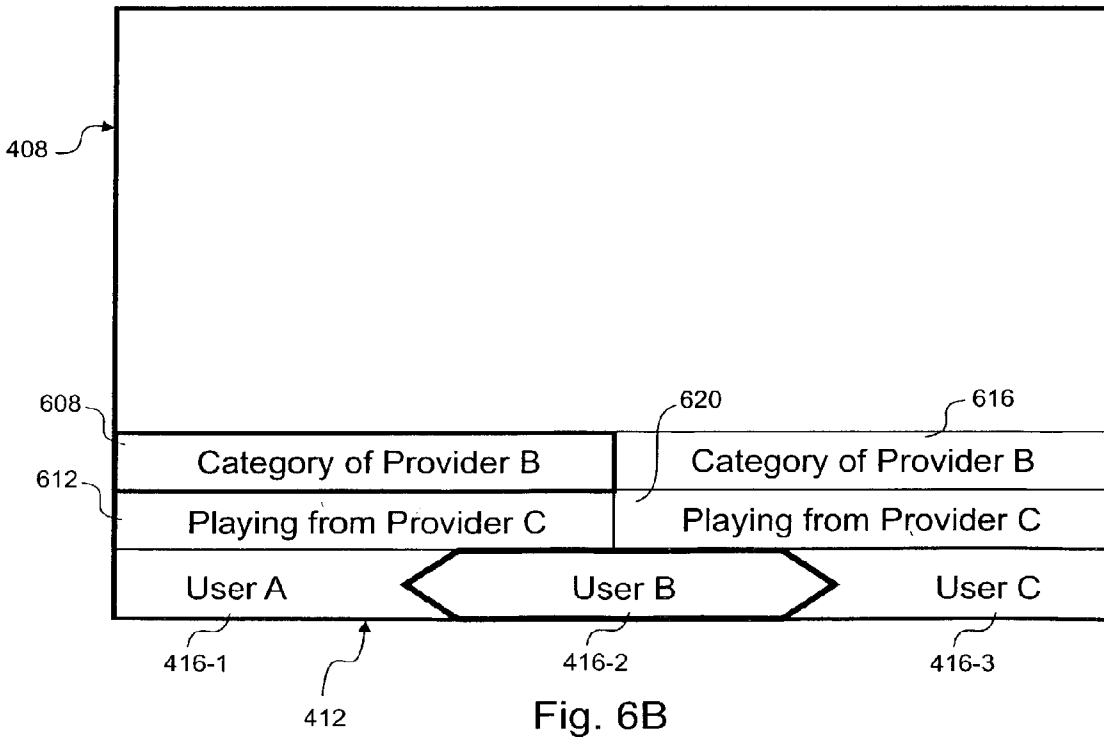 408
608
620
616
Category of Provider B
Category of Provider B
612
Playing from Provider C
Playing from Provider C
User A
User B
User C
416-1
416-2
416-3
412
Fig. 6B